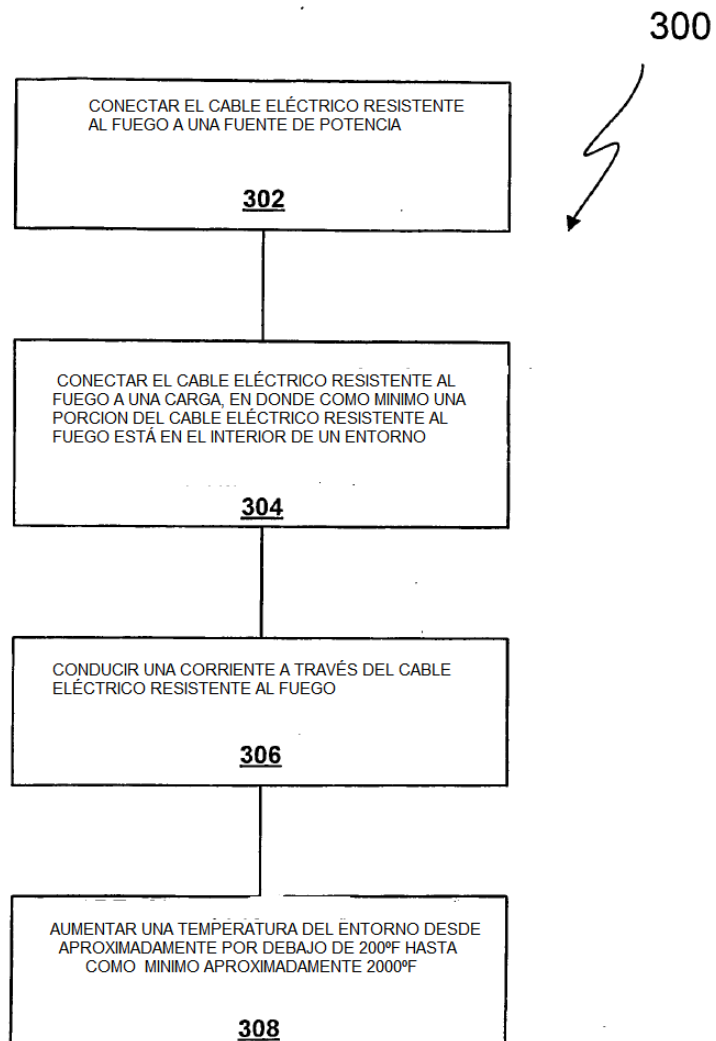 300
CONECTAR EL CABLE ELÉCTRICO RESISTENTE
AL FUEGO A UNA FUENTE DE POTENCIA
302
CONECTAR EL CABLE ELÉCTRICO RESISTENTE AL
FUEGO A UNA CARGA, EN DONDE COMO MINIMO UNA
PORCION DEL CABLE ELÉCTRICO RESISTENTE AL
FUEGO ESTÁ EN EL INTERIOR DE UN ENTORNO
304
CONDUCIR UNA CORRIENTE A TRAVÉS DEL CABLE
ELÉCTRICO RESISTENTE AL FUEGO
306
AUMENTAR UNA TEMPERATURA DEL ENTORNO DESDE
APROXIMADAMENTE POR DEBAJO DE 200ºF HASTA
COMO MINIMO APROXIMADAMENTE 2000ºF
308